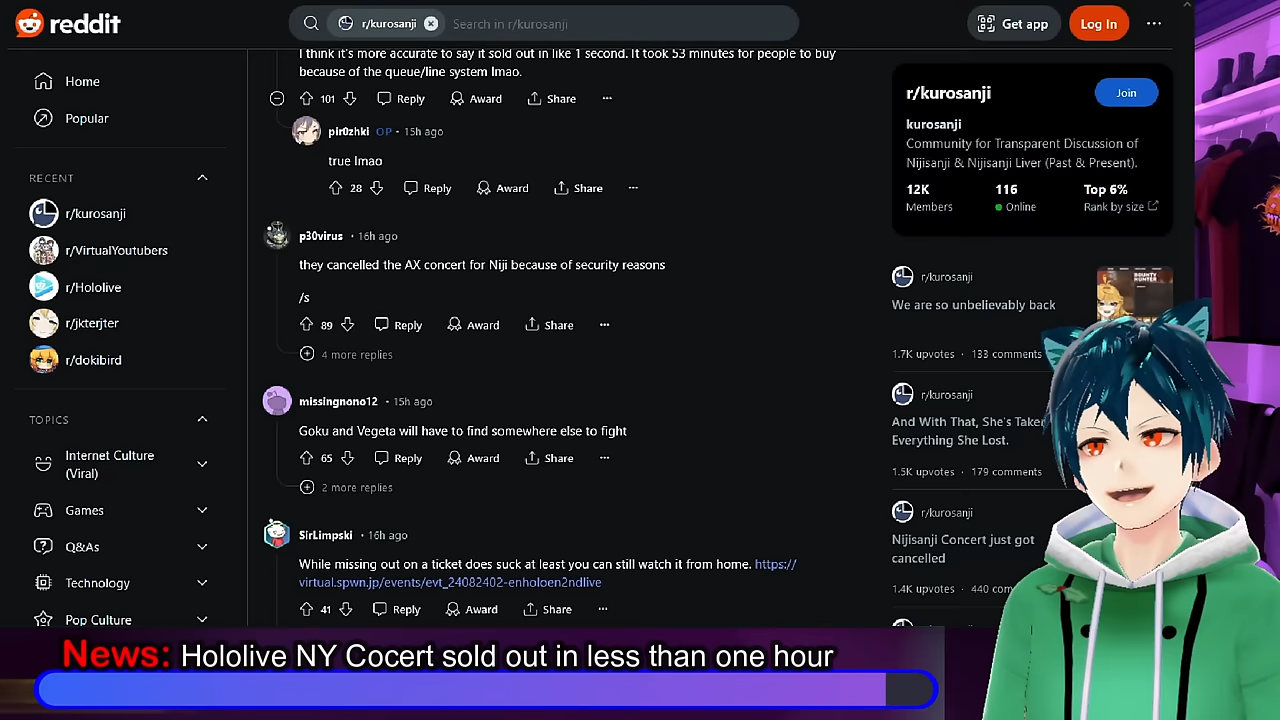 reddit
r/kurosanji
Search in r/kurosanji
Get app
Log In
Home
Popular
RECENT
r/kurosanji
r/VirtualYoutubers
r/Hololive
r/jkterjter
r/dokibird
TOPICS
Internet Culture
(Viral)
Games
Q&As
Technology
Pop Culture
I think it's more accurate to say it sold out in like 1 second. It took 53 minutes for people to buy
because of the queue/line system lmao.
101 Reply Award Share
pir0zhki OP • 15h ago
true lmao
28 Reply Award Share
p30virus • 16h ago
they cancelled the AX concert for Niji because of security reasons
/s
89 Reply Award Share
4 more replies
missingnono12 • 15h ago
Goku and Vegeta will have to find somewhere else to fight
65 Reply Award Share
2 more replies
SirLimpski • 16h ago
While missing out on a ticket does suck at least you can still watch it from home. https://
virtual.spwn.jp/events/evt_24082402-enholoen2ndlive
41 Reply Award Share
r/kurosanji
Join
kurosanji
Community for Transparent Discussion of
Nijisanji & Nijisanji Liver (Past & Present).
12K 116 Top 6%
Members Online Rank by size
r/kurosanji
We are so unbelievably back
BOUNTY
HUNTER
1.7K upvotes · 133 comments
r/kurosanji
And With That, She's Taken
Everything She Lost.
1.5K upvotes · 179 comments
r/kurosanji
Nijisanji Concert just got
cancelled
1.4K upvotes · 440 com
News: Hololive NY Cocert sold out in less than one hour